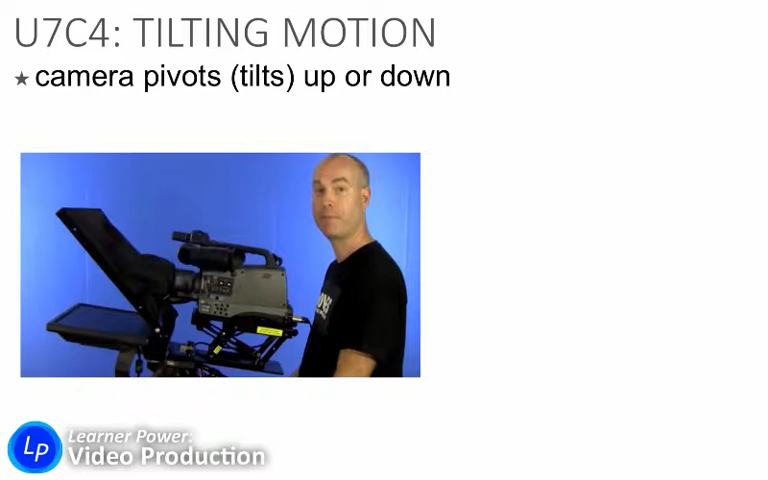 U7C4: TILTING MOTION
★ camera pivots (tilts) up or down
Lp
Learner Power:
Video Production